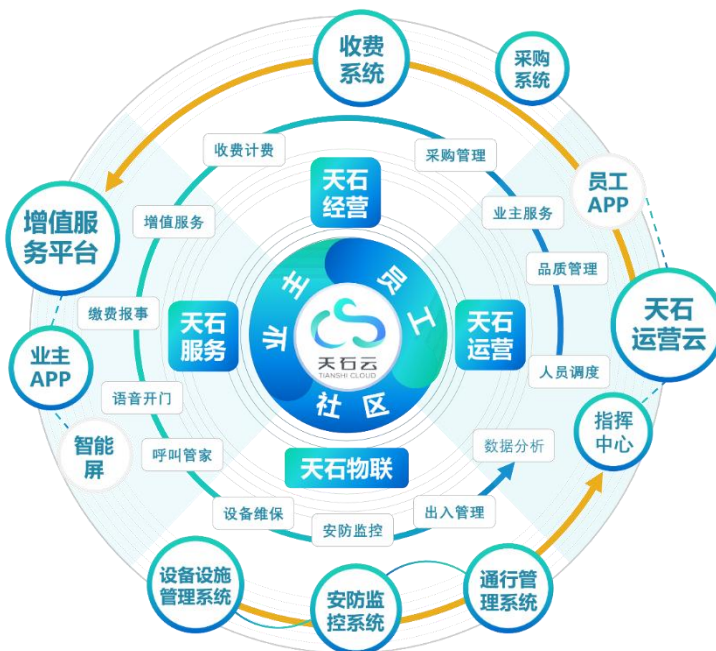 收费
系统
采购
系统
收费计费
采购管理
天石
经营
员工
APP
增值服
务平台
增值服务
业主服务
品质管理
业主
员工
天石云
TIANSHI CLOUD
社区
缴费报事
天石
服务
天石
运营
天石
运营云
业主
APP
人员调度
语音开门
指挥
中心
智能
屏
呼叫管家
数据分析
天石物联
设备维保
安防监控
出入管理
设备设施
管理系统
安防监
控系统
通行管
理系统